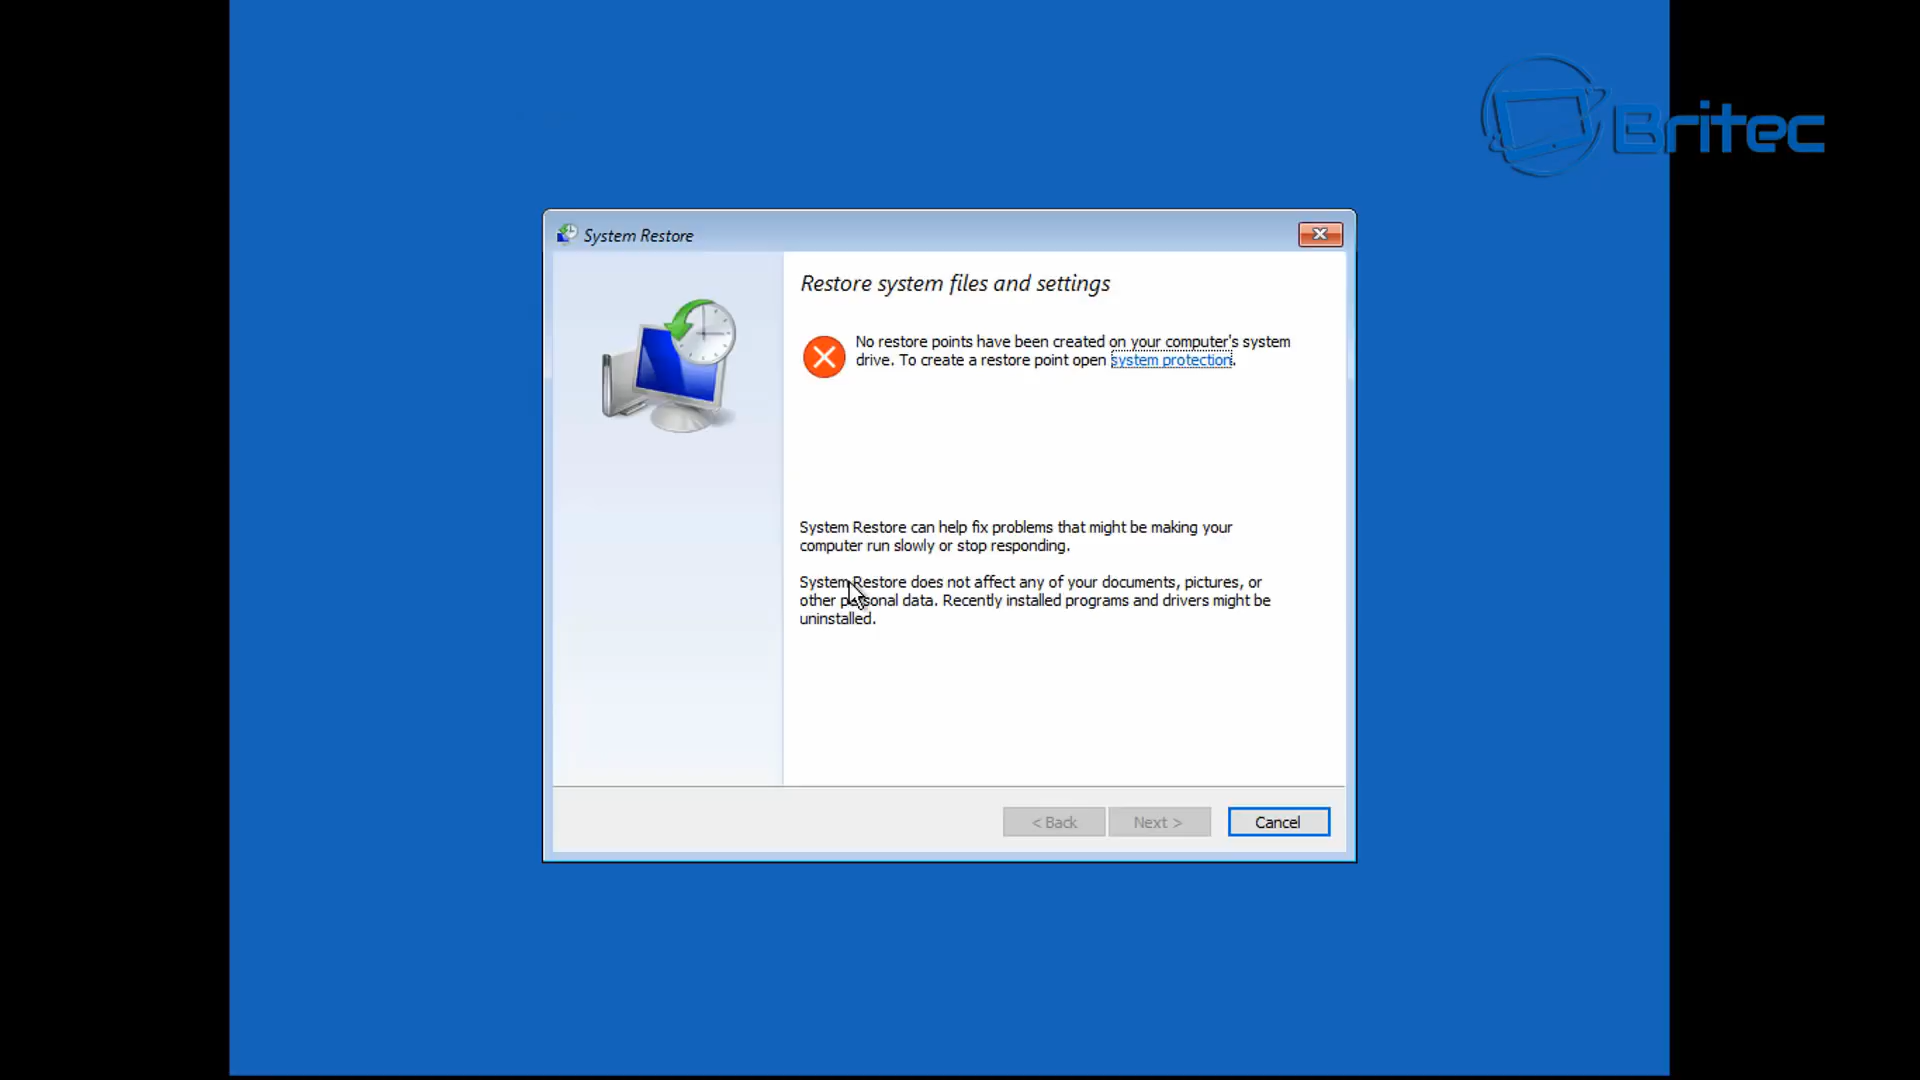 Britec
System Restore
Restore system files and settings
No restore points have been created on your computer's system
drive. To create a restore point open system protection.
System Restore can help fix problems that might be making your
computer run slowly or stop responding.
System Restore does not affect any of your documents, pictures, or
other personal data. Recently installed programs and drivers might be
uninstalled.
< Back
Next >
Cancel